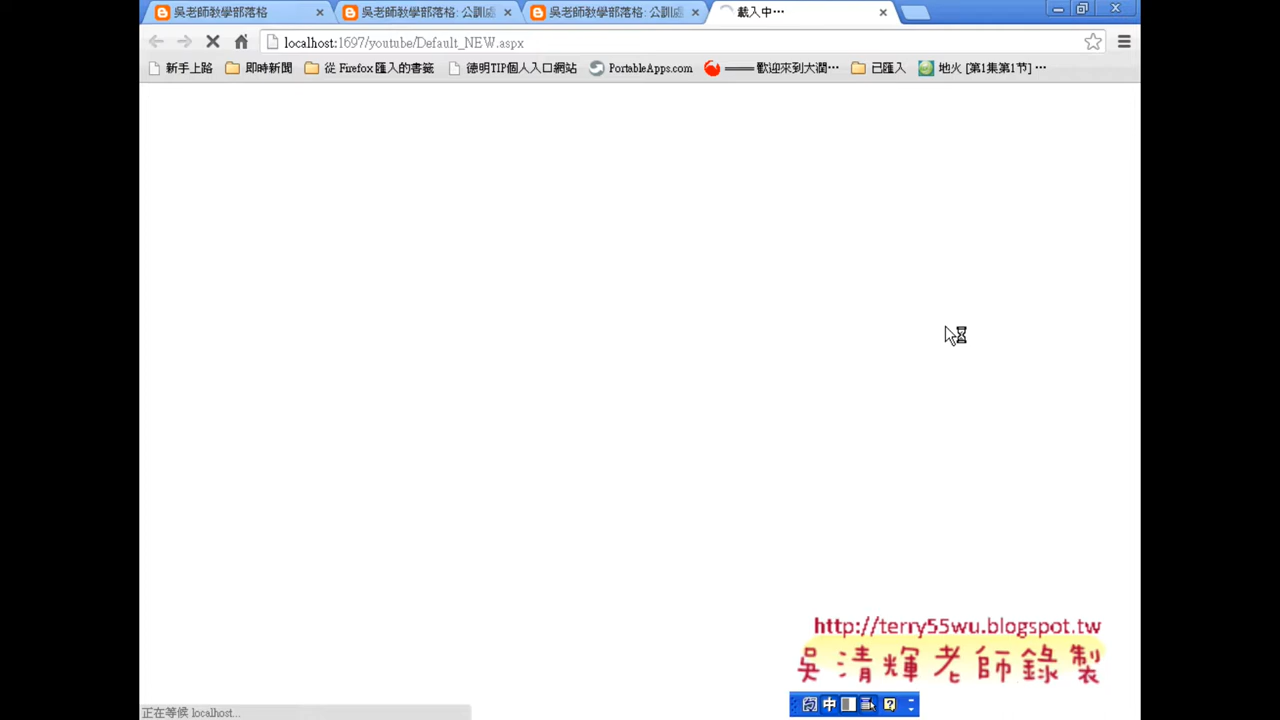 吳老師教學部落格
吳老師教學部落格: 公訓處
吳老師教學部落格: 公訓處
載入中…
localhost:1697/youtube/Default_NEW.aspx
新手上路
即時新聞
從 Firefox 匯入的書籤
德明TIP個人入口網站
PortableApps.com
═══ 歡迎來到大潤…
已匯入
地火 [第1集第1节] …
http://terry55wu.blogspot.tw
吳清輝老師錄製
中
正在等候 localhost...